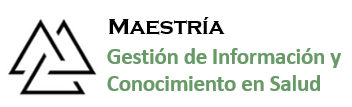 Maestría
Gestión de Información y
Conocimiento en Salud